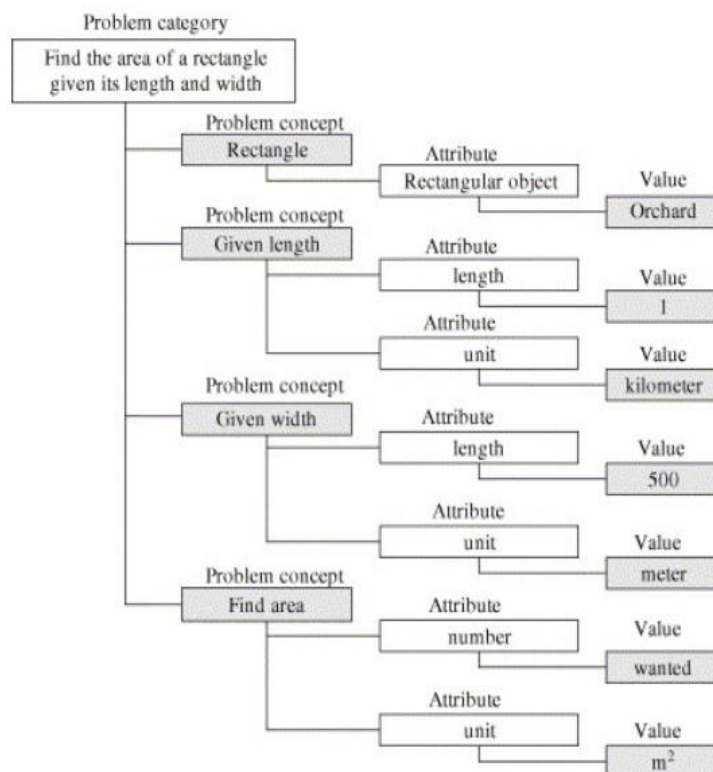 Problem category
Find the area of a rectangle
given its length and width
Problem concept
Rectangle
Attribute
Rectangular object
Value
Orchard
Problem concept
Given length
Attribute
length
Value
1
Attribute
unit
Value
kilometer
Problem concept
Given width
Attribute
length
Value
500
Attribute
unit
Value
meter
Problem concept
Find area
Attribute
number
Value
wanted
Attribute
unit
Value
m²